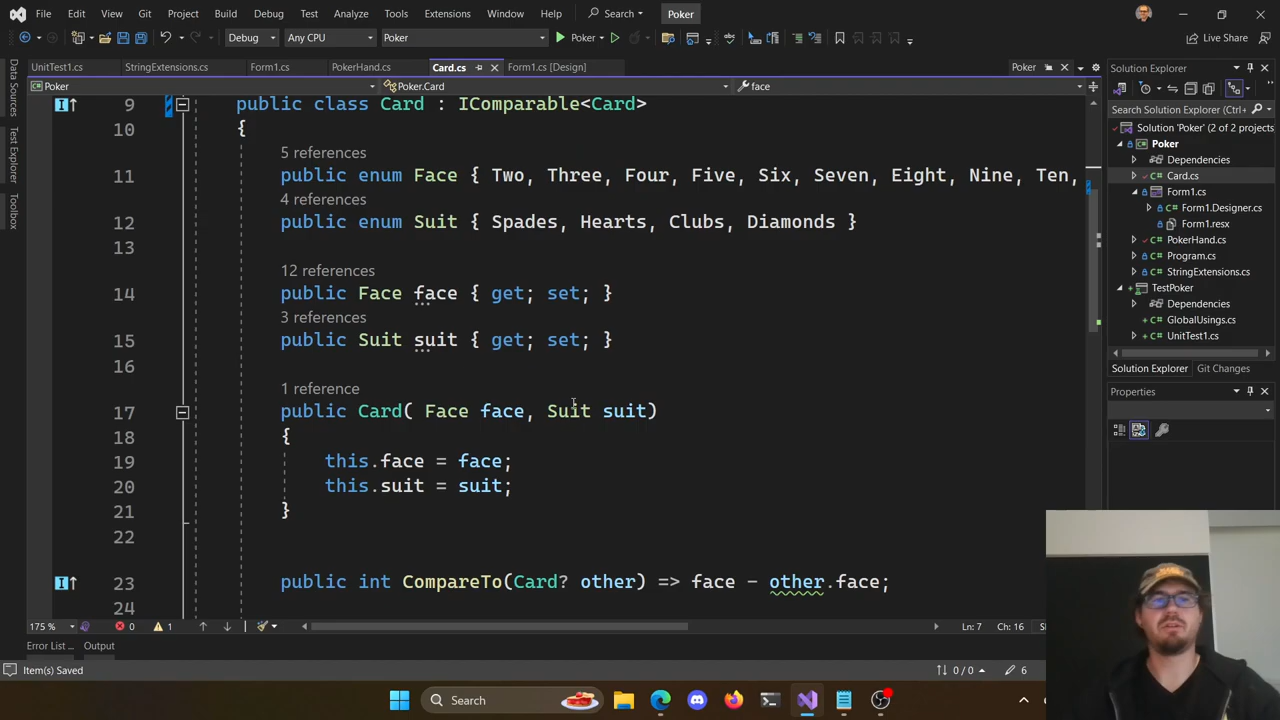 File Edit View Git Project Build Debug Test Analyze Tools Extensions Window Help Search Poker
Debug Any CPU Poker Poker Live Share
UnitTest1.cs StringExtensions.cs Form1.cs PokerHand.cs Card.cs Form1.cs [Design] Poker
Poker Poker.Card face
Data Sources
Test Explorer
Toolbox
9 public class Card : IComparable<Card>
10 {
5 references
11 public enum Face { Two, Three, Four, Five, Six, Seven, Eight, Nine, Ten,
4 references
12 public enum Suit { Spades, Hearts, Clubs, Diamonds }
13
12 references
14 public Face face { get; set; }
3 references
15 public Suit suit { get; set; }
16
1 reference
17 public Card( Face face, Suit suit)
18 {
19 this.face = face;
20 this.suit = suit;
21 }
22
23 public int CompareTo(Card? other) => face - other.face;
24
175 % 0 1 Ln: 7 Ch: 16
Error List ... Output
Item(s) Saved 0 / 0 6
Solution Explorer
Search Solution Explorer (Ctrl+
Solution 'Poker' (2 of 2 projects
Poker
Dependencies
Card.cs
Form1.cs
Form1.Designer.cs
Form1.resx
PokerHand.cs
Program.cs
StringExtensions.cs
TestPoker
Dependencies
GlobalUsings.cs
UnitTest1.cs
Solution Explorer Git Changes
Properties
Search